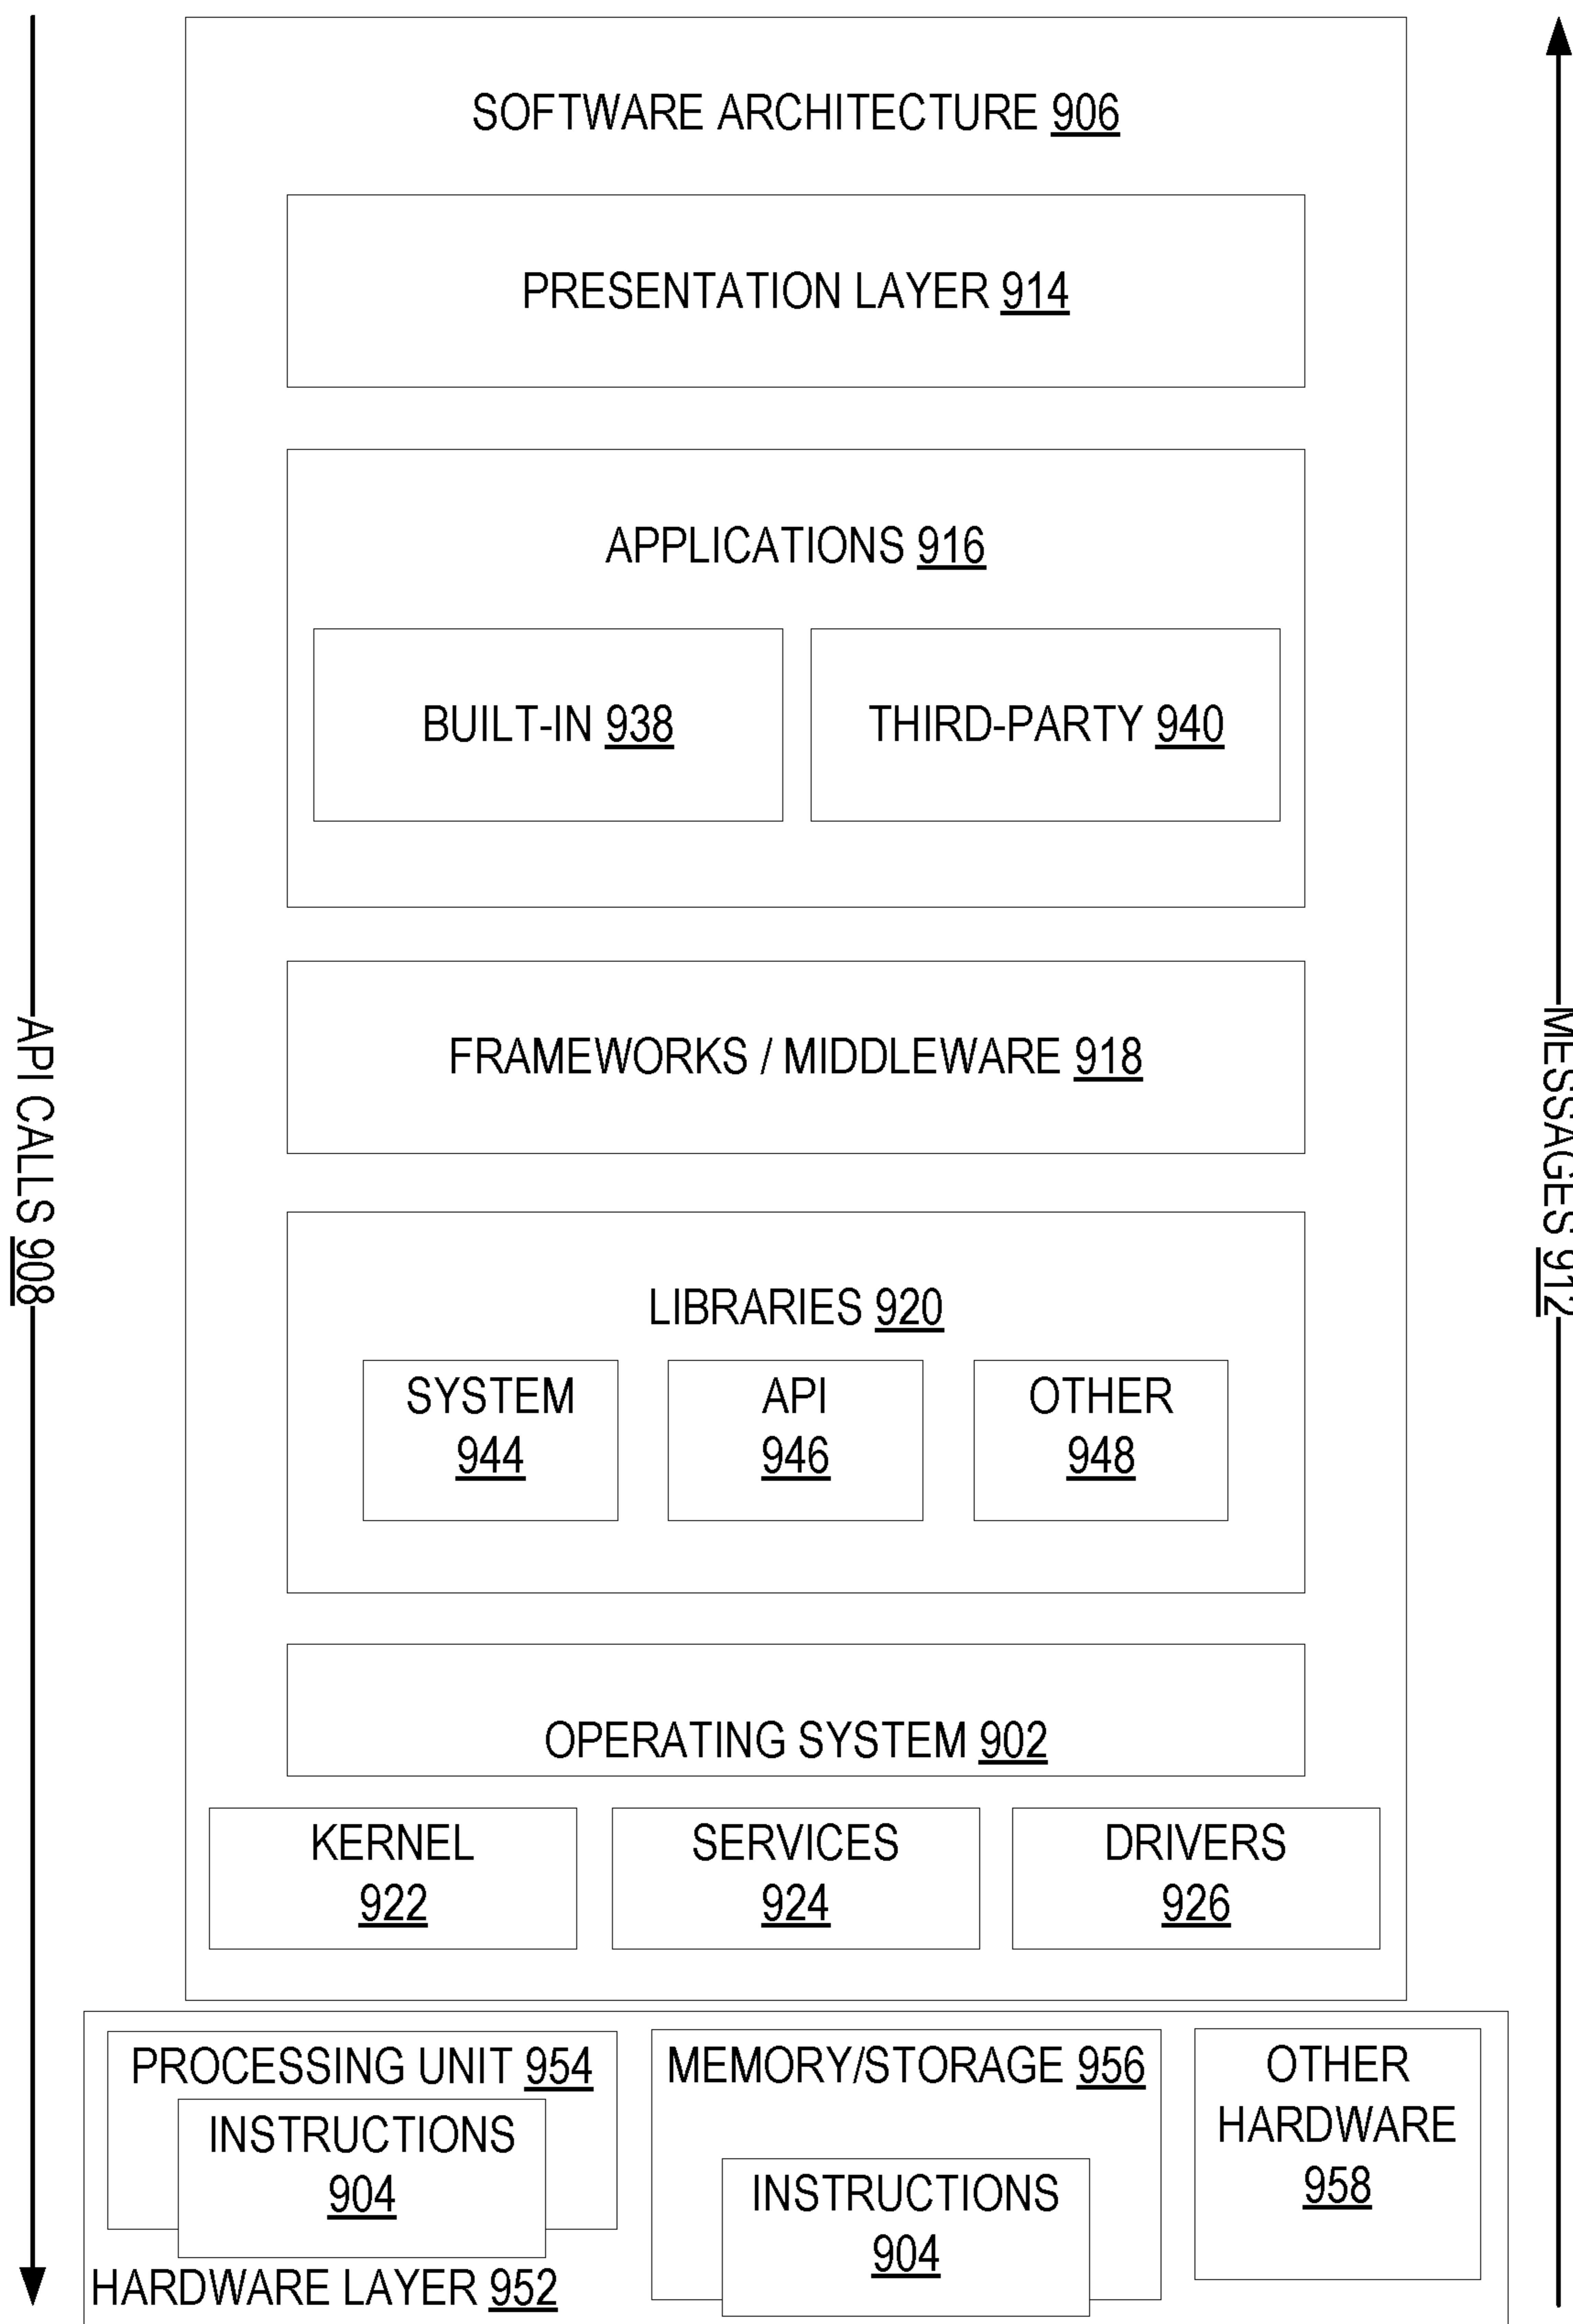 SOFTWARE ARCHITECTURE 906
PRESENTATION LAYER 914
APPLICATIONS 916
BUILT-IN 938
THIRD-PARTY 940
FRAMEWORKS / MIDDLEWARE 918
API CALLS 908
MESSAGES 912
LIBRARIES 920
SYSTEM
944
API
946
OTHER
948
OPERATING SYSTEM 902
KERNEL
922
SERVICES
924
DRIVERS
926
PROCESSING UNIT 954
INSTRUCTIONS
904
MEMORY/STORAGE 956
INSTRUCTIONS
904
OTHER
HARDWARE
958
HARDWARE LAYER 952